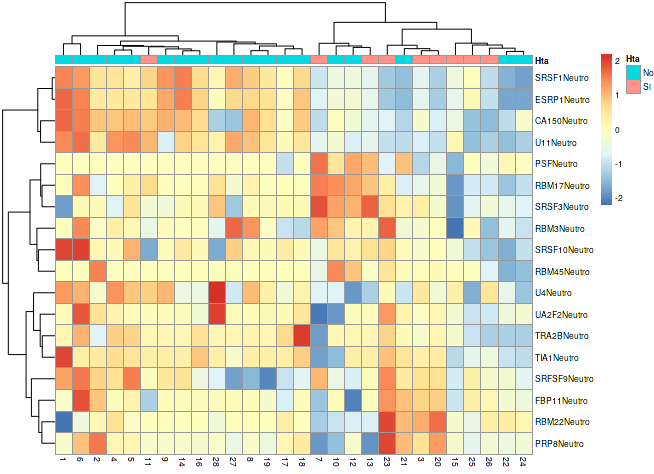 Hta
SRSF1Neutro
ESRP1Neutro
CA150Neutro
U11Neutro
PSFNeutro
RBM17Neutro
SRSF3Neutro
RBM3Neutro
SRSF10Neutro
RBM45Neutro
U4Neutro
UA2F2Neutro
TRA2BNeutro
TIA1Neutro
SRFSF9Neutro
FBP11Neutro
RBM22Neutro
PRP8Neutro
1 6 2 4 5 11 9 14 16 28 27 8 19 17 18 7 10 12 13 23 21 3 20 15 25 26 22 24
2
1
0
-1
-2
Hta
No
SI